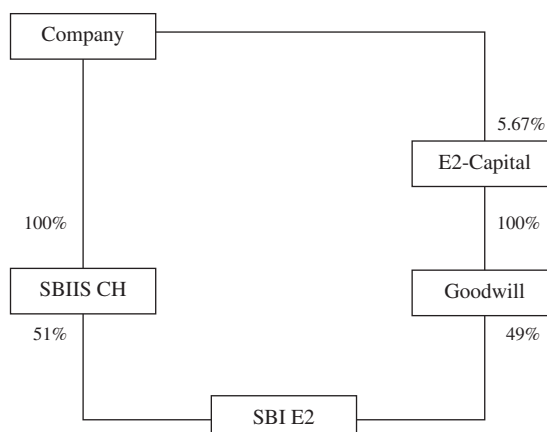 Company
5.67%
E2-Capital
100%
100%
SBIIS CH
Goodwill
51%
49%
SBI E2